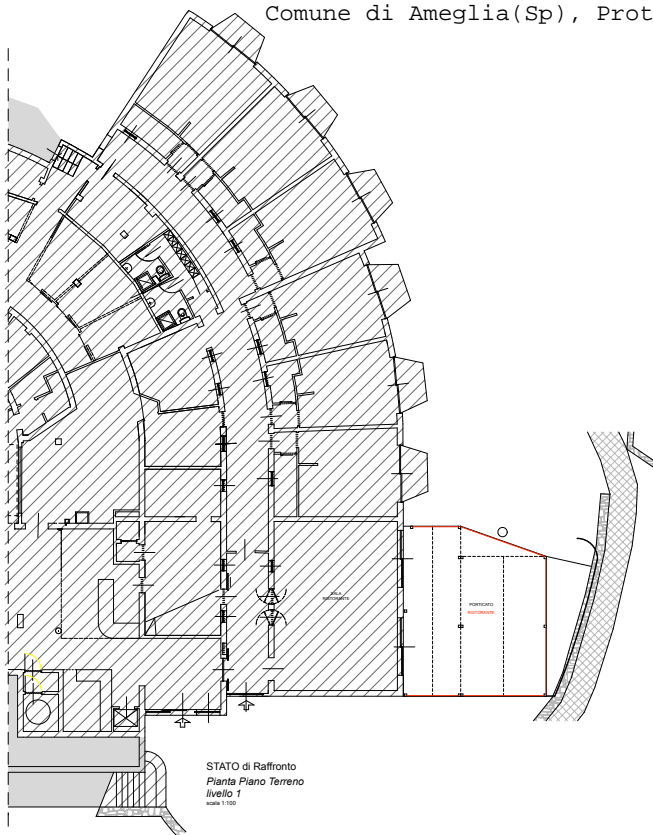 Comune di Ameglia(Sp), Prot
SALA
RISTORANTE
PORTICATO
RISTORANTE
STATO di Raffronto
Pianta Piano Terreno
livello 1
scala 1:100